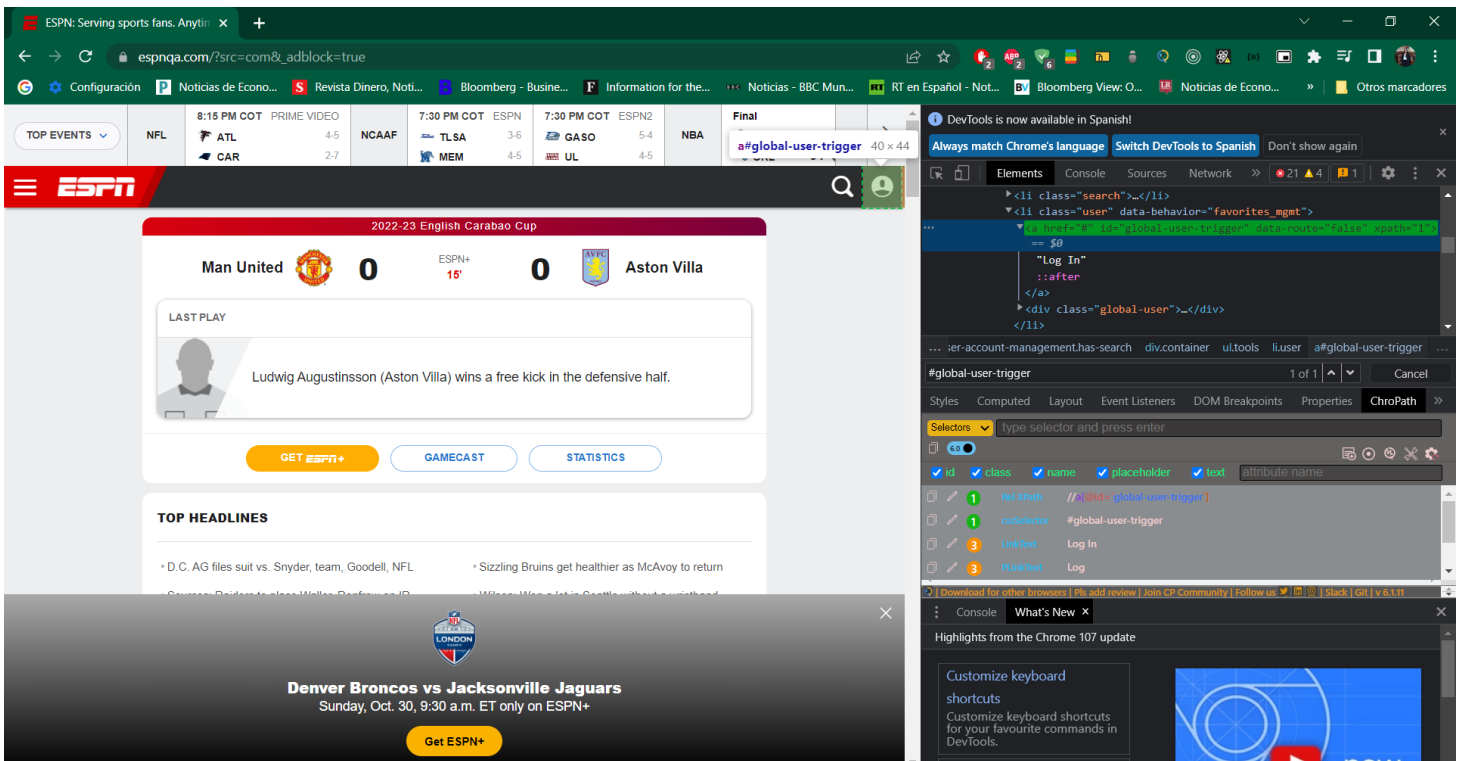 ESPN: Serving sports fans. Anytin
espnqa.com/?src=com&_adblock=true
2
2
6
Configuración
Noticias de Econo...
Revista Dinero, Noti...
Bloomberg - Busine...
Information for the...
Noticias - BBC Mun...
RT en Español - Not...
Bloomberg View: O...
Noticias de Econo...
»
Otros marcadores
TOP EVENTS
NFL
8:15 PM COT PRIME VIDEO
ATL 4-5
CAR 2-7
NCAAF
7:30 PM COT ESPN
TLSA 3-6
MEM 4-5
7:30 PM COT ESPN2
GASO 5-4
UL 4-5
NBA
Final
a#global-user-trigger 40 × 44
ESPN
2022-23 English Carabao Cup
Man United 0
ESPN+
15'
0 Aston Villa
LAST PLAY
Ludwig Augustinsson (Aston Villa) wins a free kick in the defensive half.
GET ESPN+
GAMECAST
STATISTICS
TOP HEADLINES
D.C. AG files suit vs. Snyder, team, Goodell, NFL
Sizzling Bruins get healthier as McAvoy to return
NFL
LONDON
Denver Broncos vs Jacksonville Jaguars
Sunday, Oct. 30, 9:30 a.m. ET only on ESPN+
Get ESPN+
DevTools is now available in Spanish!
Always match Chrome's language Switch DevTools to Spanish Don't show again
Elements Console Sources Network » 21 4 1
<li class="search">…</li>
<li class="user" data-behavior="favorites_mgmt">
<a href="#" id="global-user-trigger" data-route="false" xpath="1">
== $0
"Log In"
::after
</a>
<div class="global-user">…</div>
</li>
... ser-account-management.has-search div.container ul.tools li.user a#global-user-trigger ...
#global-user-trigger 1 of 1 Cancel
Styles Computed Layout Event Listeners DOM Breakpoints Properties ChroPath »
Selectors type selector and press enter
6.0
id class name placeholder text attribute name
1 Rel XPath //a[@id='global-user-trigger']
1 cssSelector #global-user-trigger
3 LinkText Log In
3 PLinkText Log
| Download for other browsers | Pls add review | Join CP Community | Follow us | Slack | Git | v 6.1.11
Console What's New
Highlights from the Chrome 107 update
Customize keyboard
shortcuts
Customize keyboard shortcuts
for your favourite commands in
DevTools.